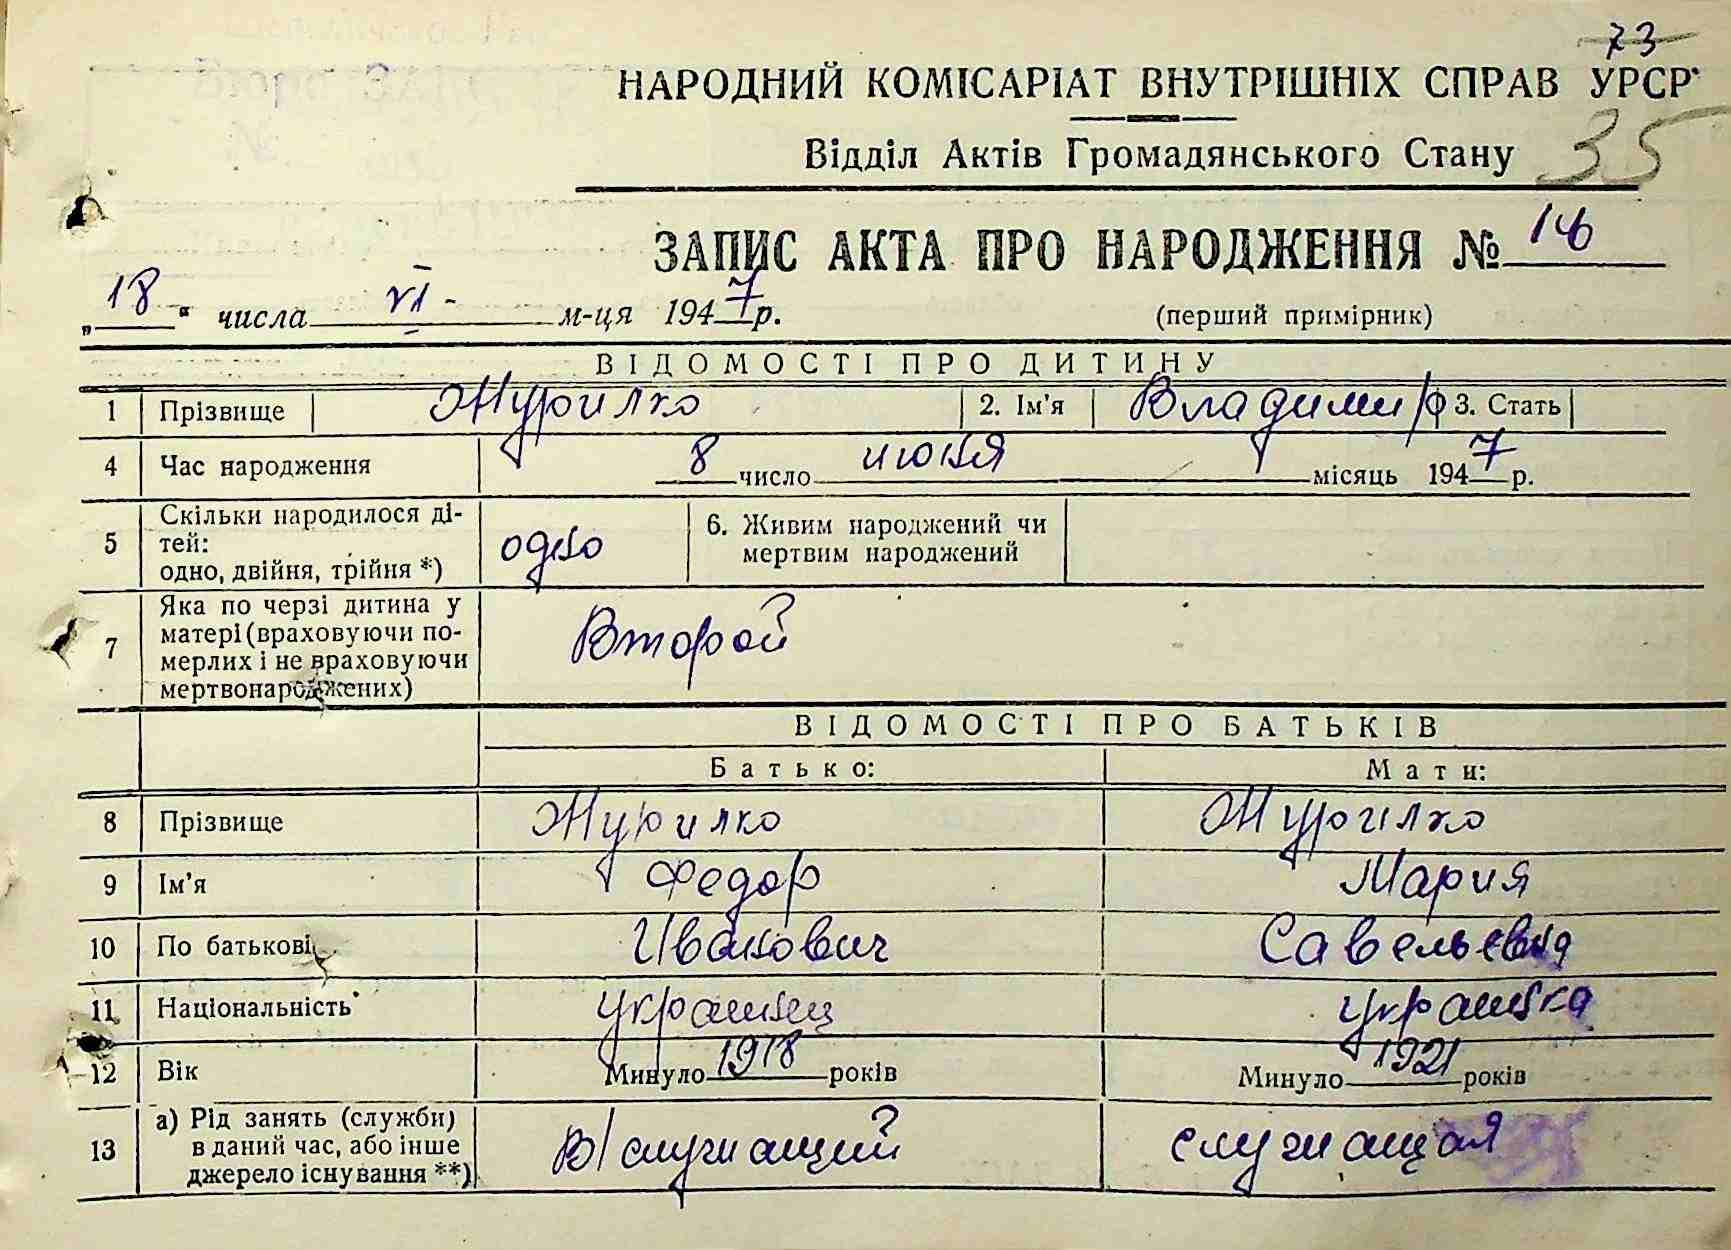 73
НАРОДНИЙ КОМІСАРІАТ ВНУТРІШНІХ СПРАВ УРСР
Відділ Актів Громадянського Стану 35
ЗАПИС АКТА ПРО НАРОДЖЕННЯ № 16
„18“ числа VI м-ця 1947 р. (перший примірник)
ВІДОМОСТІ ПРО ДИТИНУ
1 Прізвище Журилко 2. Ім'я Владимир 3. Стать
4 Час народження 8 число июня місяць 1947 р.
5 Скільки народилося ді-
тей:
одно, двійня, трійня *) одно 6. Живим народжений чи
мертвим народжений
7 Яка по черзі дитина у
матері (враховуючи по-
мерлих і не враховуючи
мертвонароджених) Второй
ВІДОМОСТІ ПРО БАТЬКІВ
Батько: Мати:
8 Прізвище Журилко Журилко
9 Ім'я Федор Мария
10 По батькові Иванович Савельевна
11 Національність украинец украинка
12 Вік Минуло 1918 років Минуло 1921 років
13 а) Рід занять (служби)
в даний час, або інше
джерело існування **) В/служащий служащая